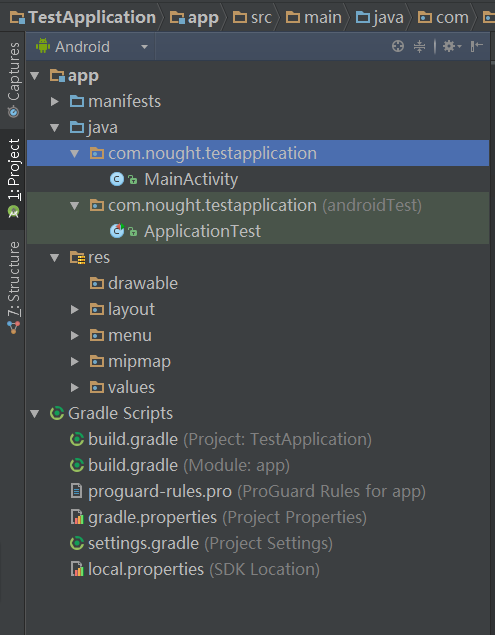 TestApplication app src main java com
Android
Captures
1: Project
7: Structure
app
manifests
java
com.nought.testapplication
MainActivity
com.nought.testapplication (androidTest)
ApplicationTest
res
drawable
layout
menu
mipmap
values
Gradle Scripts
build.gradle (Project: TestApplication)
build.gradle (Module: app)
proguard-rules.pro (ProGuard Rules for app)
gradle.properties (Project Properties)
settings.gradle (Project Settings)
local.properties (SDK Location)